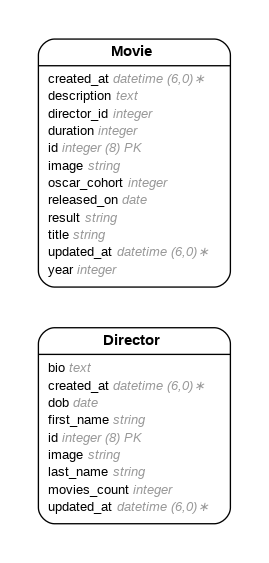 Movie
created_at datetime (6,0)∗
description text
director_id integer
duration integer
id integer (8) PK
image string
oscar_cohort integer
released_on date
result string
title string
updated_at datetime (6,0)∗
year integer
Director
bio text
created_at datetime (6,0)∗
dob date
first_name string
id integer (8) PK
image string
last_name string
movies_count integer
updated_at datetime (6,0)∗